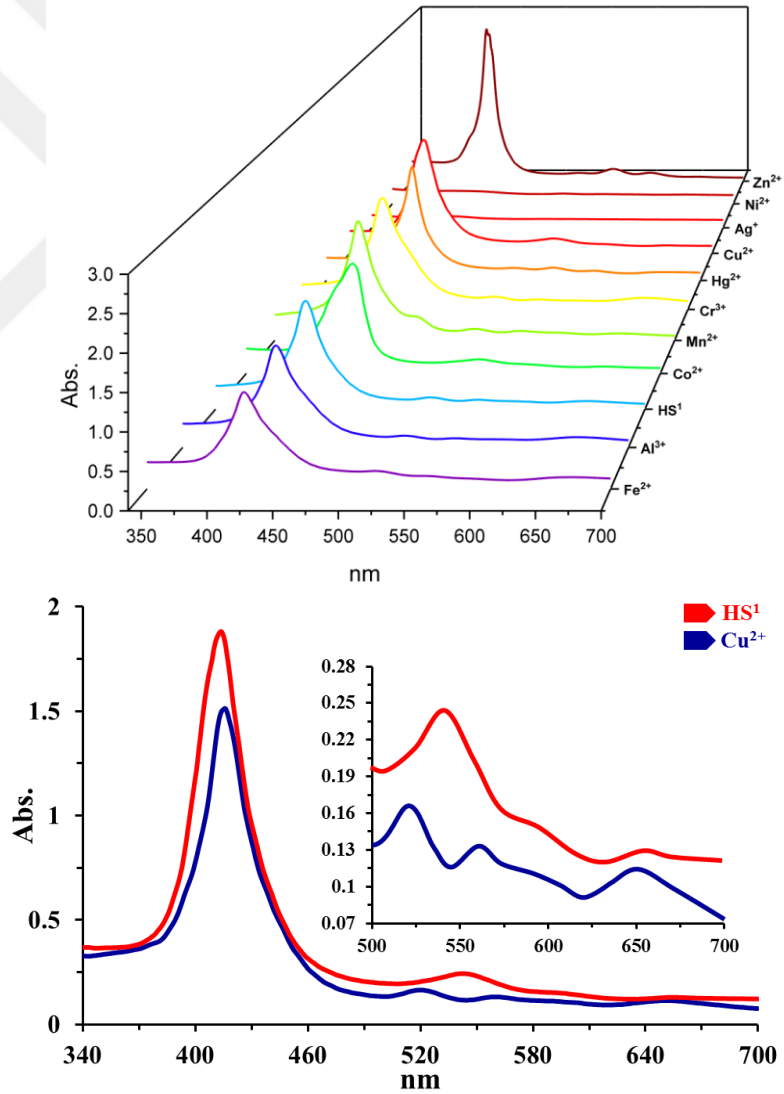 Zn²⁺
Ni²⁺
Ag⁺
Cu²⁺
Hg²⁺
Cr³⁺
Mn²⁺
Co²⁺
HS¹
Al³⁺
Fe²⁺
3.0
2.5
2.0
1.5
1.0
0.5
0.0
Abs.
350 400 450 500 550 600 650 700
nm
HS¹
Cu²⁺
2
1.5
1
0.5
0
Abs.
0.28
0.25
0.22
0.19
0.16
0.13
0.1
0.07
500 550 600 650 700
340 400 460 520 580 640 700
nm